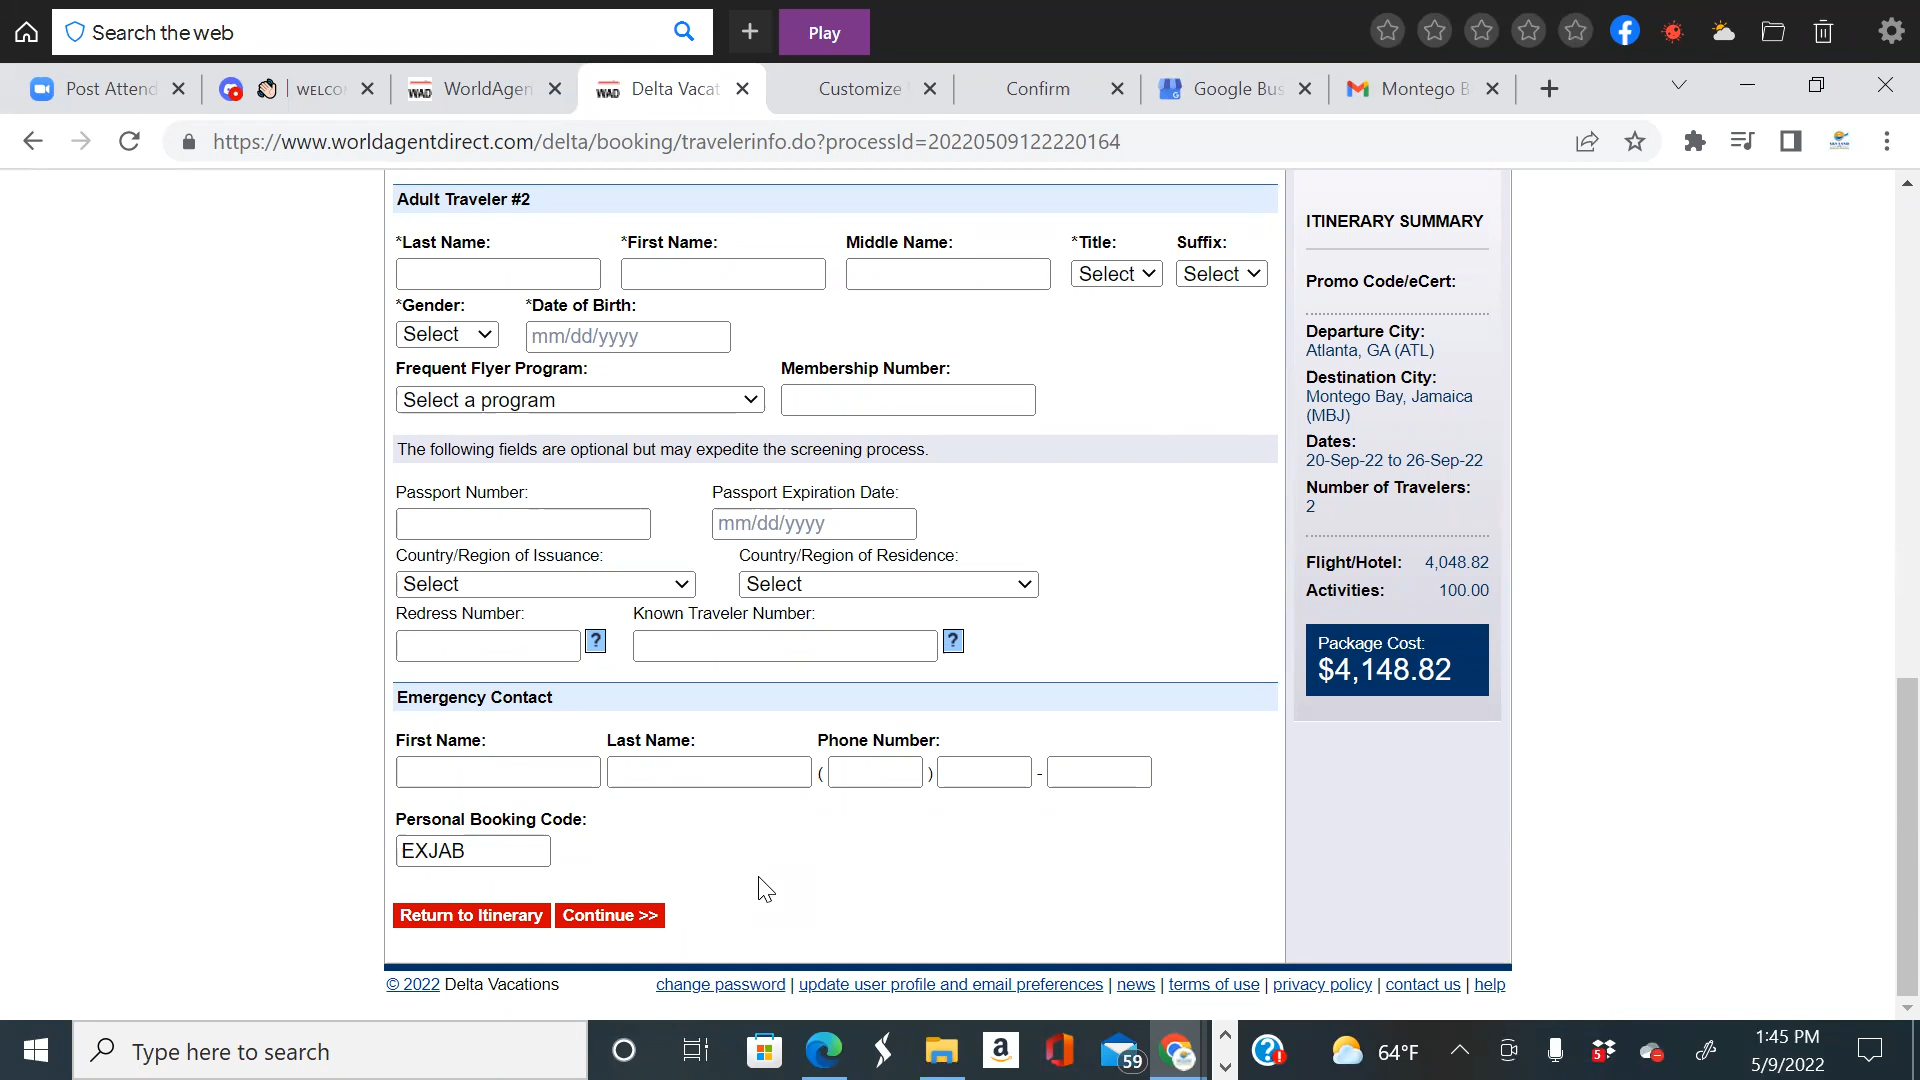 Search the web
Play
Post Attend
WELCO
WAD WorldAgen
WAD Delta Vacat
Customize
Confirm
Google Bus
Montego B
https://www.worldagentdirect.com/delta/booking/travelerinfo.do?processId=20220509122220164
Adult Traveler #2
*Last Name: *First Name: Middle Name: *Title: Suffix:
Select Select
*Gender: *Date of Birth:
Select mm/dd/yyyy
Frequent Flyer Program: Membership Number:
Select a program
The following fields are optional but may expedite the screening process.
Passport Number: Passport Expiration Date:
mm/dd/yyyy
Country/Region of Issuance: Country/Region of Residence:
Select Select
Redress Number: Known Traveler Number:
? ?
Emergency Contact
First Name: Last Name: Phone Number:
( ) -
Personal Booking Code:
EXJAB
Return to Itinerary Continue >>
ITINERARY SUMMARY
Promo Code/eCert:
Departure City:
Atlanta, GA (ATL)
Destination City:
Montego Bay, Jamaica
(MBJ)
Dates:
20-Sep-22 to 26-Sep-22
Number of Travelers:
2
Flight/Hotel: 4,048.82
Activities: 100.00
Package Cost:
$4,148.82
© 2022 Delta Vacations change password | update user profile and email preferences | news | terms of use | privacy policy | contact us | help
Type here to search
59
64°F
5
1:45 PM
5/9/2022